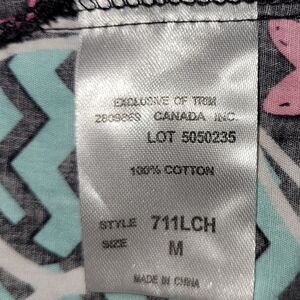 EXCLUSIVE OF TRIM
2809869 CANADA INC.
LOT 5050235
100% COTTON
STYLE 711LCH
SIZE M
MADE IN CHINA